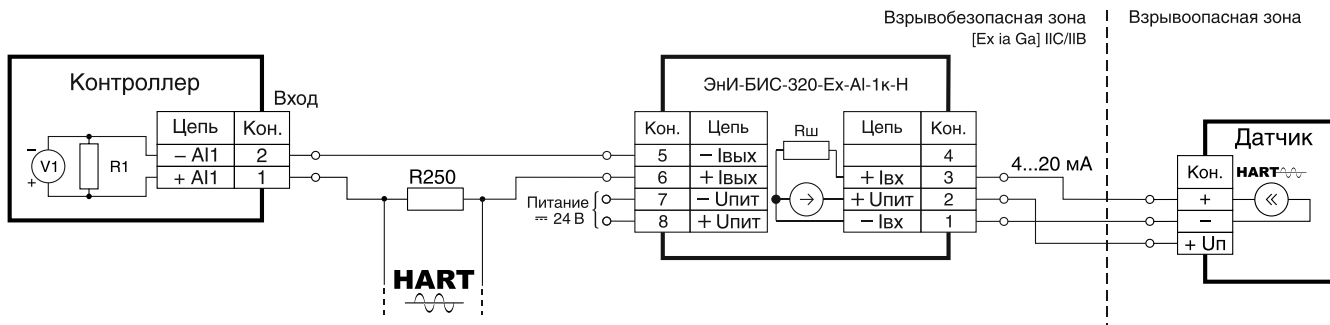 Взрывобезопасная зона
[Ex ia Ga] IIC/IIB
Взрывоопасная зона
Контроллер
Вход
Цепь Кон.
− AI1 2
+ AI1 1
−
V1
+
R1
R250
HART
ЭнИ-БИС-320-Ex-AI-1к-Н
Кон. Цепь
5 − Iвых
6 + Iвых
7 − Uпит
8 + Uпит
Питание
24 В
Rш
Цепь Кон.
4
+ Iвх 3
+ Uпит 2
− Iвх 1
4...20 мА
Датчик
Кон.
+
−
+ Uп
HART